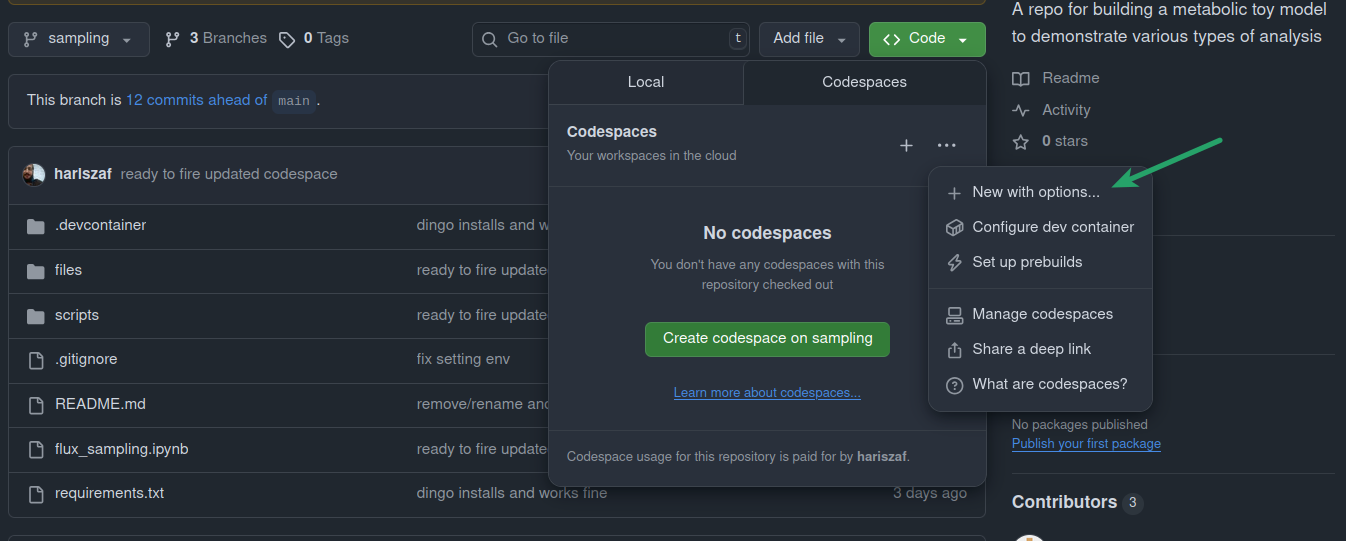 sampling
3 Branches
0 Tags
Go to file
t
Add file
<> Code
This branch is 12 commits ahead of main .
hariszaf ready to fire updated codespace
.devcontainer dingo installs and w
files ready to fire update
scripts ready to fire update
.gitignore fix setting env
README.md remove/rename an
flux_sampling.ipynb ready to fire update
requirements.txt dingo installs and works fine 3 days ago
Local
Codespaces
Codespaces
Your workspaces in the cloud
No codespaces
You don't have any codespaces with this
repository checked out
Create codespace on sampling
Learn more about codespaces...
Codespace usage for this repository is paid for by hariszaf.
New with options...
Configure dev container
Set up prebuilds
Manage codespaces
Share a deep link
What are codespaces?
A repo for building a metabolic toy model
to demonstrate various types of analysis
Readme
Activity
0 stars
No packages published
Publish your first package
Contributors 3